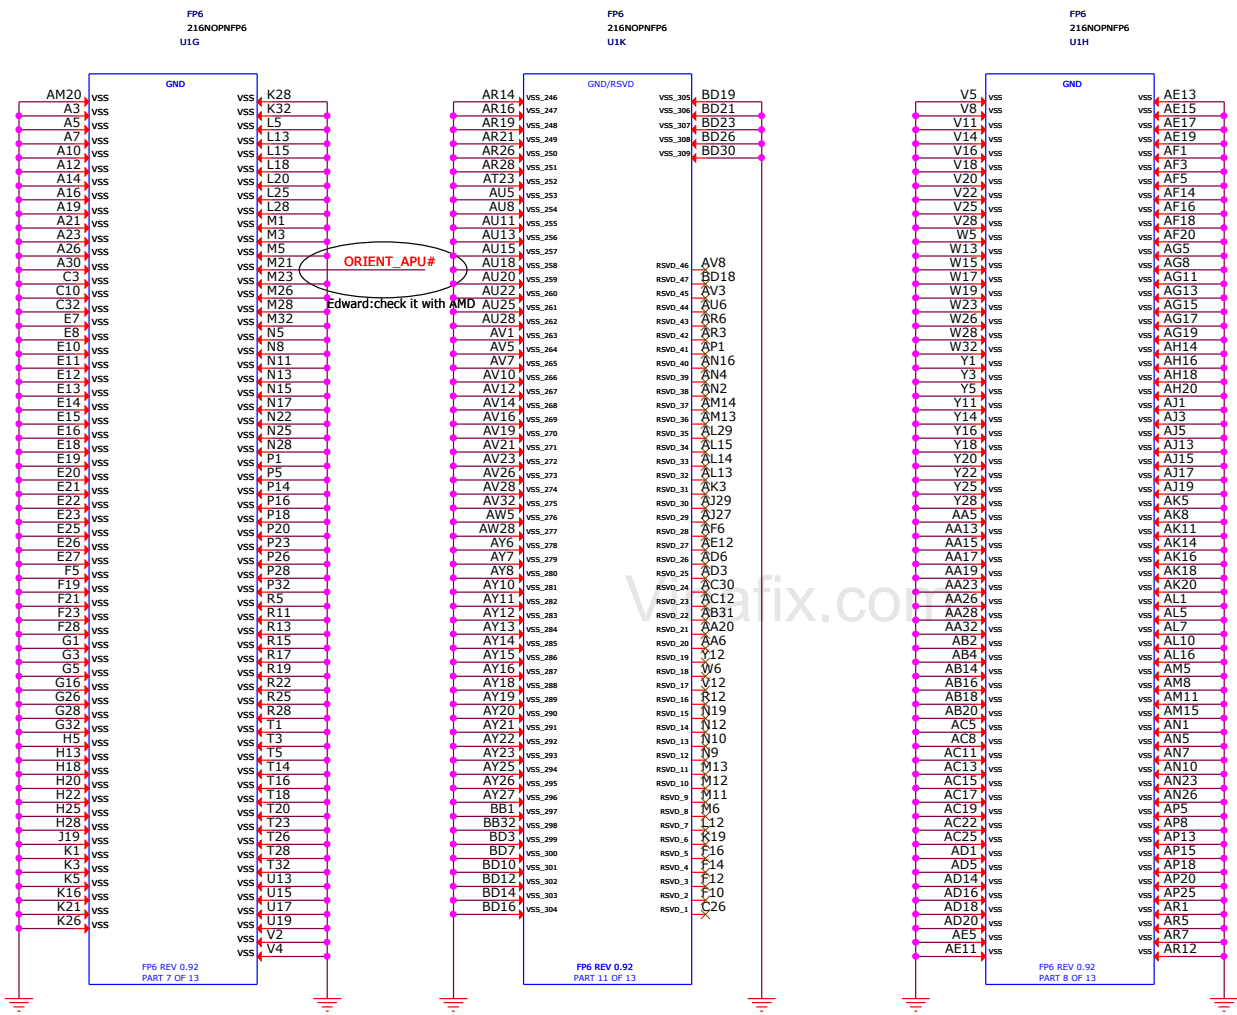 FP6
216NOPNFP6
U1G
GND
AM20 VSS VSS K28
A3 VSS VSS K32
A5 VSS VSS L5
A7 VSS VSS L13
A10 VSS VSS L15
A12 VSS VSS L18
A14 VSS VSS L20
A16 VSS VSS L25
A19 VSS VSS L28
A21 VSS VSS M1
A23 VSS VSS M3
A26 VSS VSS M5
A30 VSS VSS M21 ORIENT_APU#
C3 VSS VSS M23
C10 VSS VSS M26
C32 VSS VSS M28 Edward:check it with AMD
E7 VSS VSS M32
E8 VSS VSS N5
E10 VSS VSS N8
E11 VSS VSS N11
E12 VSS VSS N13
E13 VSS VSS N15
E14 VSS VSS N17
E15 VSS VSS N22
E16 VSS VSS N25
E18 VSS VSS N28
E19 VSS VSS P1
E20 VSS VSS P5
E21 VSS VSS P14
E22 VSS VSS P16
E23 VSS VSS P18
E25 VSS VSS P20
E26 VSS VSS P23
E27 VSS VSS P26
F5 VSS VSS P28
F19 VSS VSS P32
F21 VSS VSS R5
F23 VSS VSS R11
F28 VSS VSS R13
G1 VSS VSS R15
G3 VSS VSS R17
G5 VSS VSS R19
G16 VSS VSS R22
G26 VSS VSS R25
G28 VSS VSS R28
G32 VSS VSS T1
H5 VSS VSS T3
H13 VSS VSS T5
H18 VSS VSS T14
H20 VSS VSS T16
H22 VSS VSS T18
H25 VSS VSS T20
H28 VSS VSS T23
J19 VSS VSS T26
K1 VSS VSS T28
K3 VSS VSS T32
K5 VSS VSS U13
K16 VSS VSS U15
K21 VSS VSS U17
K26 VSS VSS U19
VSS V2
VSS V4
FP6 REV 0.92
PART 7 OF 13
FP6
216NOPNFP6
U1K
GND/RSVD
AR14 VSS_246 VSS_305 BD19
AR16 VSS_247 VSS_306 BD21
AR19 VSS_248 VSS_307 BD23
AR21 VSS_249 VSS_308 BD26
AR26 VSS_250 VSS_309 BD30
AR28 VSS_251
AT23 VSS_252
AU5 VSS_253
AU8 VSS_254
AU11 VSS_255
AU13 VSS_256
AU15 VSS_257
AU18 VSS_258 RSVD_46 AV8
AU20 VSS_259 RSVD_47 BD18
AU22 VSS_260 RSVD_45 AV3
AU25 VSS_261 RSVD_44 AU6
AU28 VSS_262 RSVD_43 AR6
AV1 VSS_263 RSVD_42 AR3
AV5 VSS_264 RSVD_41 AP1
AV7 VSS_265 RSVD_40 AN16
AV10 VSS_266 RSVD_39 AN4
AV12 VSS_267 RSVD_38 AN2
AV14 VSS_268 RSVD_37 AM14
AV16 VSS_269 RSVD_36 AM13
AV19 VSS_270 RSVD_35 AL29
AV21 VSS_271 RSVD_34 AL15
AV23 VSS_272 RSVD_33 AL14
AV26 VSS_273 RSVD_32 AL13
AV28 VSS_274 RSVD_31 AK3
AV32 VSS_275 RSVD_30 AJ29
AW5 VSS_276 RSVD_29 AJ27
AW28 VSS_277 RSVD_28 AF6
AY6 VSS_278 RSVD_27 AE12
AY7 VSS_279 RSVD_26 AD6
AY8 VSS_280 RSVD_25 AD3
AY10 VSS_281 RSVD_24 AC30
AY11 VSS_282 RSVD_23 AC12
AY12 VSS_283 RSVD_22 AB31
AY13 VSS_284 RSVD_21 AA20
AY14 VSS_285 RSVD_20 AA6
AY15 VSS_286 RSVD_19 Y12
AY16 VSS_287 RSVD_18 W6
AY18 VSS_288 RSVD_17 V12
AY19 VSS_289 RSVD_16 R12
AY20 VSS_290 RSVD_15 N19
AY21 VSS_291 RSVD_14 N12
AY22 VSS_292 RSVD_13 N10
AY23 VSS_293 RSVD_12 N9
AY25 VSS_294 RSVD_11 M13
AY26 VSS_295 RSVD_10 M12
AY27 VSS_296 RSVD_9 M11
BB1 VSS_297 RSVD_8 M6
BB32 VSS_298 RSVD_7 L12
BD3 VSS_299 RSVD_6 K19
BD7 VSS_300 RSVD_5 F16
BD10 VSS_301 RSVD_4 F14
BD12 VSS_302 RSVD_3 F12
BD14 VSS_303 RSVD_2 F10
BD16 VSS_304 RSVD_1 C26
FP6 REV 0.92
PART 11 OF 13
FP6
216NOPNFP6
U1H
GND
V5 VSS VSS AE13
V8 VSS VSS AE15
V11 VSS VSS AE17
V14 VSS VSS AE19
V16 VSS VSS AF1
V18 VSS VSS AF3
V20 VSS VSS AF5
V22 VSS VSS AF14
V25 VSS VSS AF16
V28 VSS VSS AF18
W5 VSS VSS AF20
W13 VSS VSS AG5
W15 VSS VSS AG8
W17 VSS VSS AG11
W19 VSS VSS AG13
W23 VSS VSS AG15
W26 VSS VSS AG17
W28 VSS VSS AG19
W32 VSS VSS AH14
Y1 VSS VSS AH16
Y3 VSS VSS AH18
Y5 VSS VSS AH20
Y11 VSS VSS AJ1
Y14 VSS VSS AJ3
Y16 VSS VSS AJ5
Y18 VSS VSS AJ13
Y20 VSS VSS AJ15
Y22 VSS VSS AJ17
Y25 VSS VSS AJ19
Y28 VSS VSS AK5
AA5 VSS VSS AK8
AA13 VSS VSS AK11
AA15 VSS VSS AK14
AA17 VSS VSS AK16
AA19 VSS VSS AK18
AA23 VSS VSS AK20
AA26 VSS VSS AL1
AA28 VSS VSS AL5
AA32 VSS VSS AL7
AB2 VSS VSS AL10
AB4 VSS VSS AL16
AB14 VSS VSS AM5
AB16 VSS VSS AM8
AB18 VSS VSS AM11
AB20 VSS VSS AM15
AC5 VSS VSS AN1
AC8 VSS VSS AN5
AC11 VSS VSS AN7
AC13 VSS VSS AN10
AC15 VSS VSS AN23
AC17 VSS VSS AN26
AC19 VSS VSS AP5
AC22 VSS VSS AP8
AC25 VSS VSS AP13
AD1 VSS VSS AP15
AD5 VSS VSS AP18
AD14 VSS VSS AP20
AD16 VSS VSS AP25
AD18 VSS VSS AR1
AD20 VSS VSS AR5
AE5 VSS VSS AR7
AE11 VSS VSS AR12
FP6 REV 0.92
PART 8 OF 13